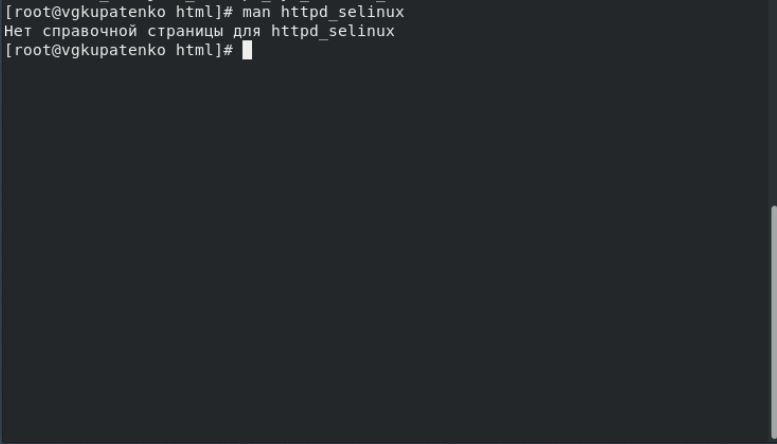 [root@vgkupatenko html]# man httpd_selinux
Нет справочной страницы для httpd_selinux
[root@vgkupatenko html]#